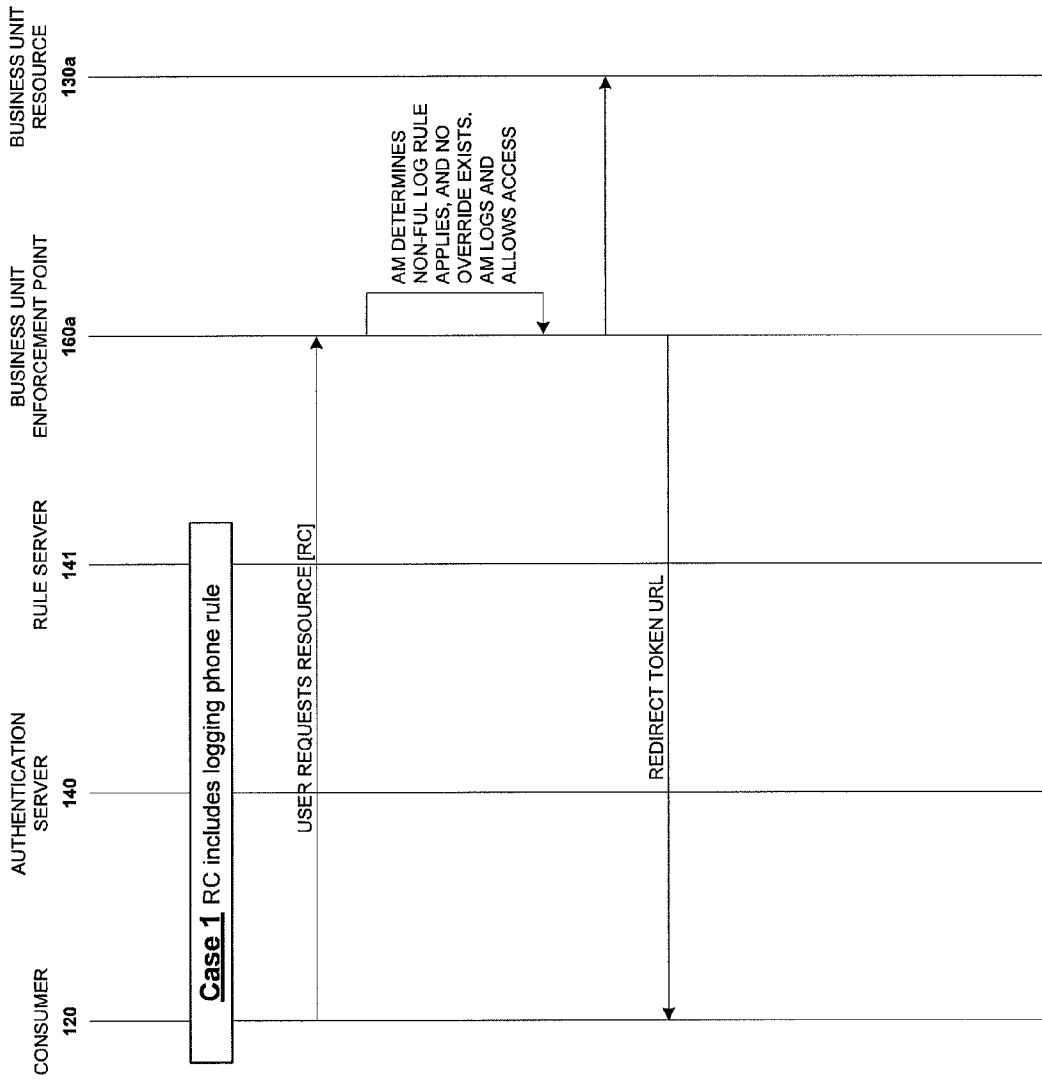 CONSUMER
120
AUTHENTICATION
SERVER
140
RULE SERVER
141
BUSINESS UNIT
ENFORCEMENT POINT
160a
BUSINESS UNIT
RESOURCE
130a
Case 1 RC includes logging phone rule
USER REQUESTS RESOURCE [RC]
AM DETERMINES
NON-FUL LOG RULE
APPLIES, AND NO
OVERRIDE EXISTS.
AM LOGS AND
ALLOWS ACCESS
REDIRECT TOKEN URL